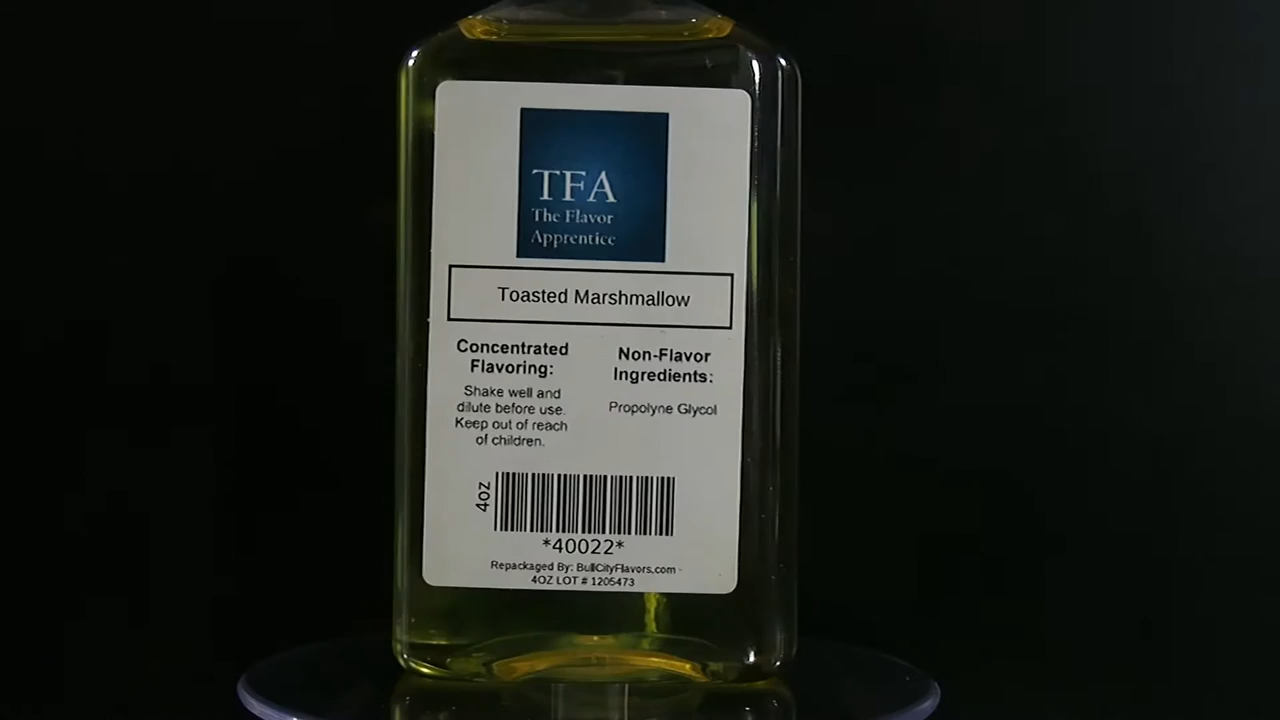 TFA
The Flavor
Apprentice
Toasted Marshmallow
Concentrated
Flavoring:
Shake well and
dilute before use.
Keep out of reach
of children.
Non-Flavor
Ingredients:
Propolyne Glycol
4oz
*40022*
Repackaged By: BullCityFlavors.com
4OZ LOT # 1205473